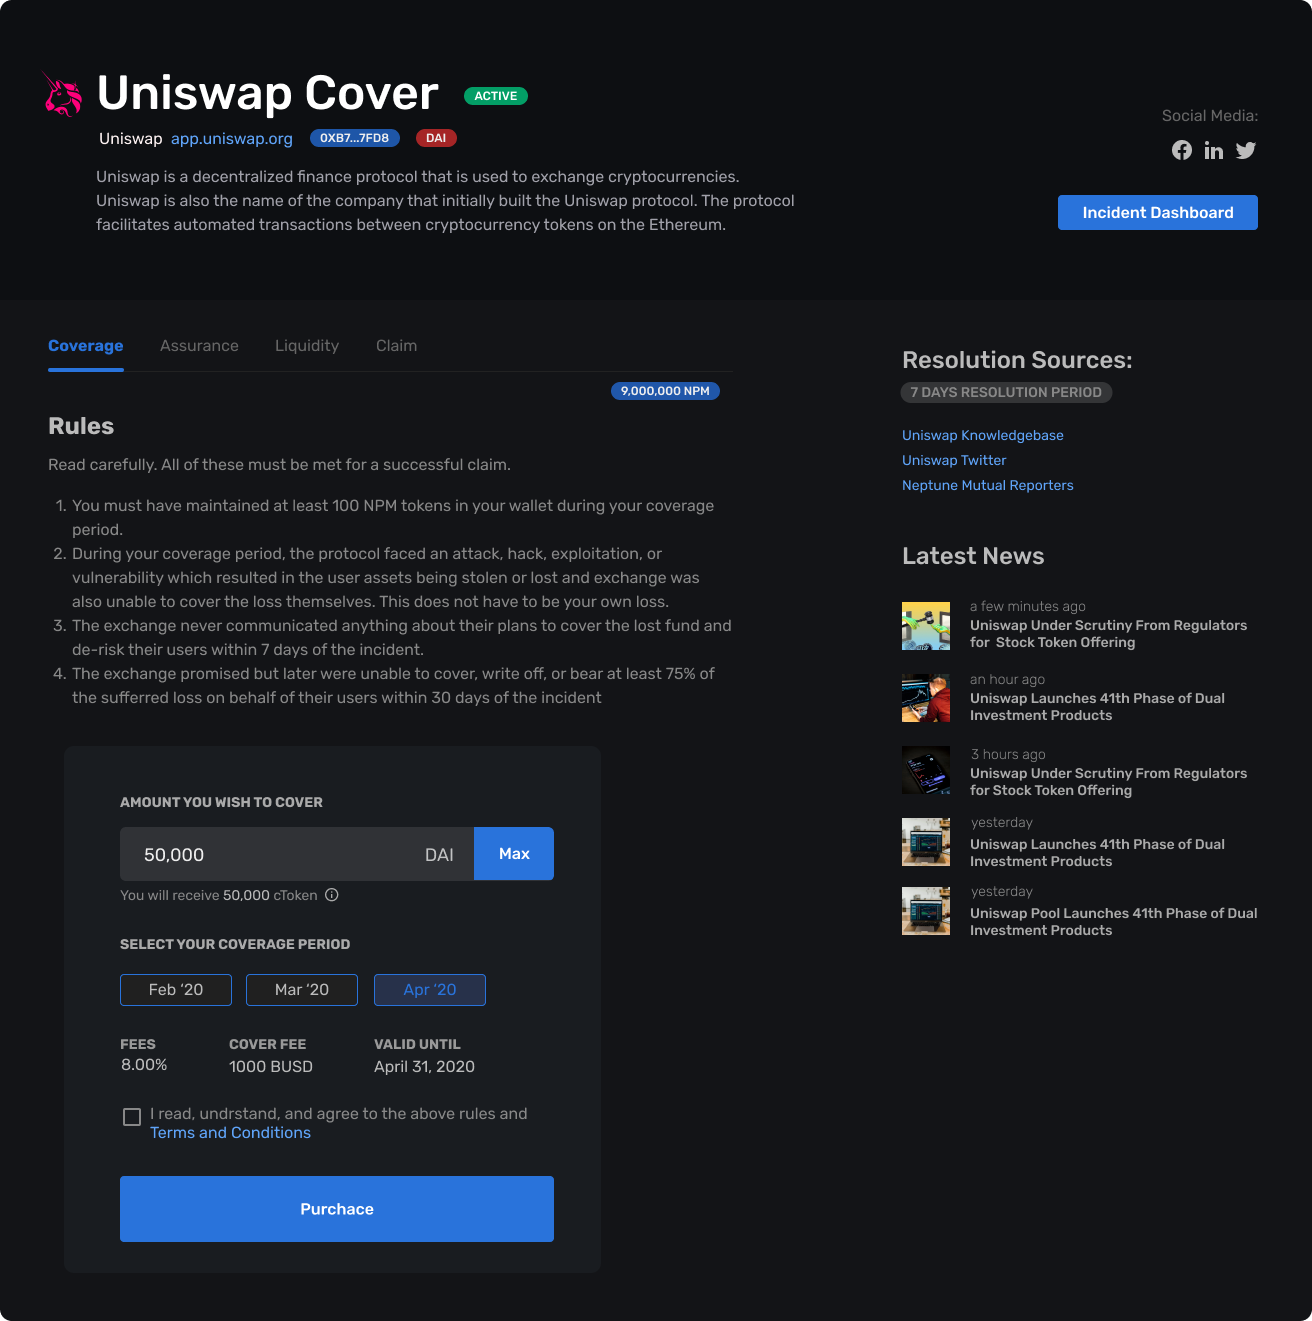 Uniswap Cover
ACTIVE
Uniswap app.uniswap.org 0XB7...7FD8 DAI
Uniswap is a decentralized finance protocol that is used to exchange cryptocurrencies.
Uniswap is also the name of the company that initially built the Uniswap protocol. The protocol
facilitates automated transactions between cryptocurrency tokens on the Ethereum.
Social Media:
Incident Dashboard
Coverage Assurance Liquidity Claim
9,000,000 NPM
Rules
Read carefully. All of these must be met for a successful claim.
1. You must have maintained at least 100 NPM tokens in your wallet during your coverage
period.
2. During your coverage period, the protocol faced an attack, hack, exploitation, or
vulnerability which resulted in the user assets being stolen or lost and exchange was
also unable to cover the loss themselves. This does not have to be your own loss.
3. The exchange never communicated anything about their plans to cover the lost fund and
de-risk their users within 7 days of the incident.
4. The exchange promised but later were unable to cover, write off, or bear at least 75% of
the sufferred loss on behalf of their users within 30 days of the incident
AMOUNT YOU WISH TO COVER
50,000 DAI Max
You will receive 50,000 cToken
SELECT YOUR COVERAGE PERIOD
Feb ’20 Mar ’20 Apr ’20
FEES COVER FEE VALID UNTIL
8.00% 1000 BUSD April 31, 2020
I read, undrstand, and agree to the above rules and
Terms and Conditions
Purchace
Resolution Sources:
7 DAYS RESOLUTION PERIOD
Uniswap Knowledgebase
Uniswap Twitter
Neptune Mutual Reporters
Latest News
a few minutes ago
Uniswap Under Scrutiny From Regulators
for Stock Token Offering
an hour ago
Uniswap Launches 41th Phase of Dual
Investment Products
3 hours ago
Uniswap Under Scrutiny From Regulators
for Stock Token Offering
yesterday
Uniswap Launches 41th Phase of Dual
Investment Products
yesterday
Uniswap Pool Launches 41th Phase of Dual
Investment Products